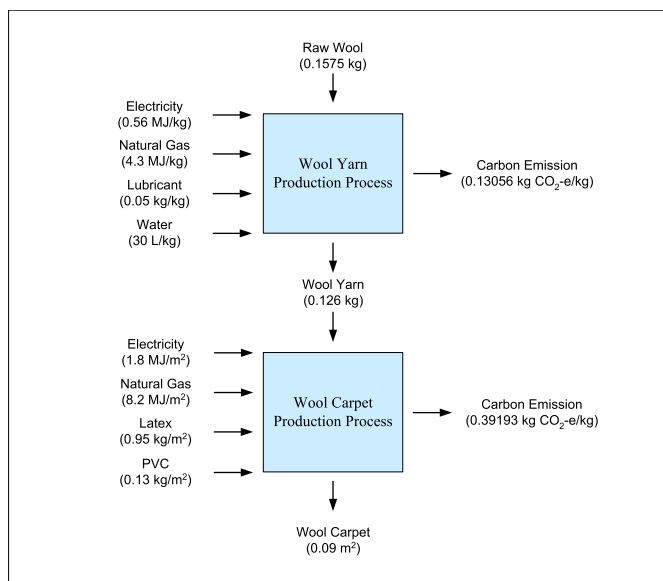 Raw Wool
(0.1575 kg)
Electricity
(0.56 MJ/kg)
Natural Gas
(4.3 MJ/kg)
Lubricant
(0.05 kg/kg)
Water
(30 L/kg)
Wool Yarn
Production Process
Carbon Emission
(0.13056 kg CO₂-e/kg)
Wool Yarn
(0.126 kg)
Electricity
(1.8 MJ/m²)
Natural Gas
(8.2 MJ/m²)
Latex
(0.95 kg/m²)
PVC
(0.13 kg/m²)
Wool Carpet
Production Process
Carbon Emission
(0.39193 kg CO₂-e/kg)
Wool Carpet
(0.09 m²)